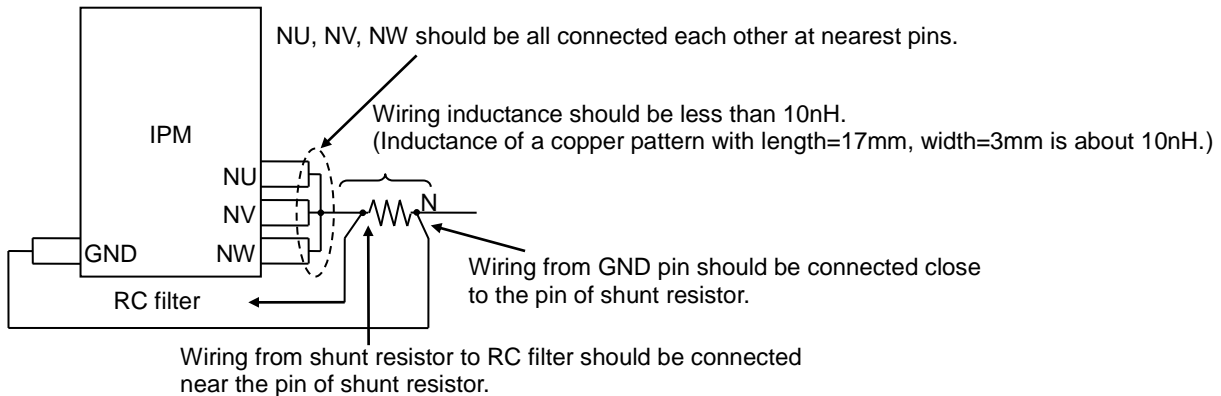 NU, NV, NW should be all connected each other at nearest pins.
Wiring inductance should be less than 10nH.
(Inductance of a copper pattern with length=17mm, width=3mm is about 10nH.)
IPM
NU
N
NV
GND
NW
Wiring from GND pin should be connected close
to the pin of shunt resistor.
RC filter
Wiring from shunt resistor to RC filter should be connected
near the pin of shunt resistor.